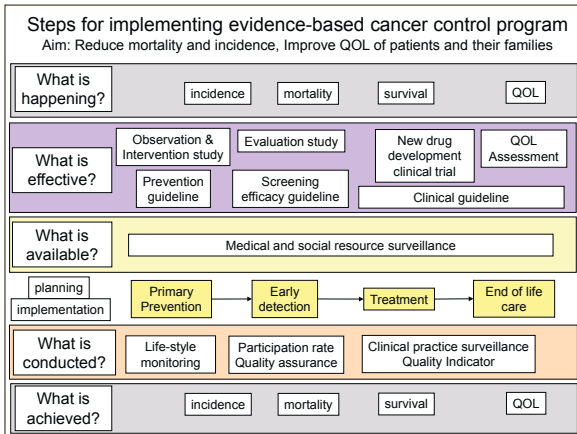 Steps for implementing evidence-based cancer control program
Aim: Reduce mortality and incidence, Improve QOL of patients and their families
What is
happening?
incidence
mortality
survival
QOL
What is
effective?
Observation &
Intervention study
Evaluation study
New drug
development
clinical trial
QOL
Assessment
Prevention
guideline
Screening
efficacy guideline
Clinical guideline
What is
available?
Medical and social resource surveillance
planning
implementation
Primary
Prevention
Early
detection
Treatment
End of life
care
What is
conducted?
Life-style
monitoring
Participation rate
Quality assurance
Clinical practice surveillance
Quality Indicator
What is
achieved?
incidence
mortality
survival
QOL